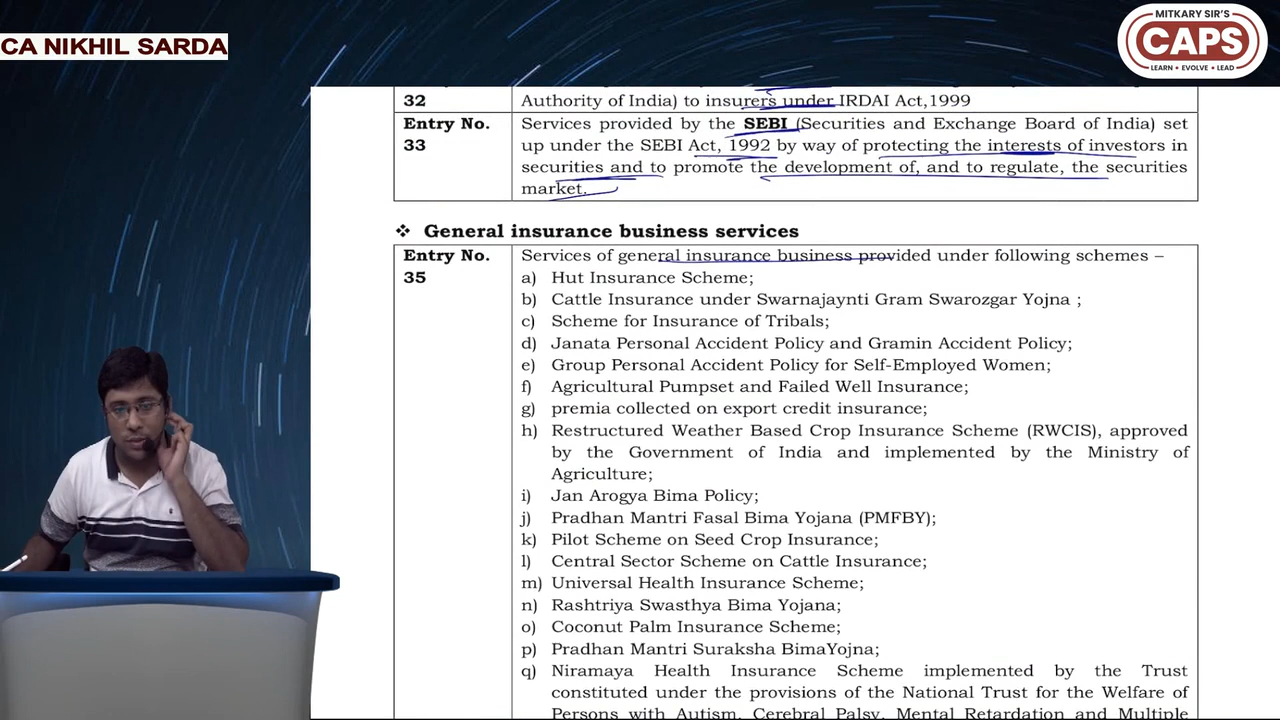 CA NIKHIL SARDA
MITKARY SIR'S
CAPS
LEARN • EVOLVE • LEAD
32 Authority of India) to insurers under IRDAI Act,1999
Entry No. Services provided by the SEBI (Securities and Exchange Board of India) set
33 up under the SEBI Act, 1992 by way of protecting the interests of investors in
securities and to promote the development of, and to regulate, the securities
market.
❖ General insurance business services
Entry No. Services of general insurance business provided under following schemes –
35 a) Hut Insurance Scheme;
b) Cattle Insurance under Swarnajaynti Gram Swarozgar Yojna ;
c) Scheme for Insurance of Tribals;
d) Janata Personal Accident Policy and Gramin Accident Policy;
e) Group Personal Accident Policy for Self-Employed Women;
f) Agricultural Pumpset and Failed Well Insurance;
g) premia collected on export credit insurance;
h) Restructured Weather Based Crop Insurance Scheme (RWCIS), approved
by the Government of India and implemented by the Ministry of
Agriculture;
i) Jan Arogya Bima Policy;
j) Pradhan Mantri Fasal Bima Yojana (PMFBY);
k) Pilot Scheme on Seed Crop Insurance;
l) Central Sector Scheme on Cattle Insurance;
m) Universal Health Insurance Scheme;
n) Rashtriya Swasthya Bima Yojana;
o) Coconut Palm Insurance Scheme;
p) Pradhan Mantri Suraksha BimaYojna;
q) Niramaya Health Insurance Scheme implemented by the Trust
constituted under the provisions of the National Trust for the Welfare of
Persons with Autism, Cerebral Palsy, Mental Retardation and Multiple